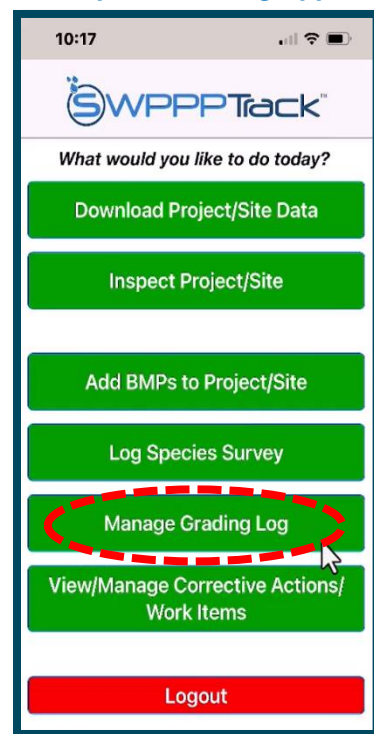 10:17
SWPPPTrack™
What would you like to do today?
Download Project/Site Data
Inspect Project/Site
Add BMPs to Project/Site
Log Species Survey
Manage Grading Log
View/Manage Corrective Actions/
Work Items
Logout